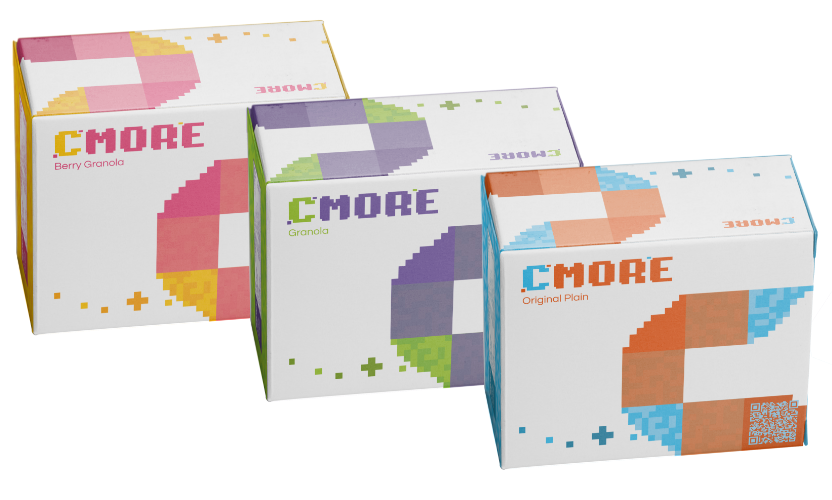 CMORE
CMORE
Berry Granola
CMORE
CMORE
Granola
CMORE
CMORE
Original Plain